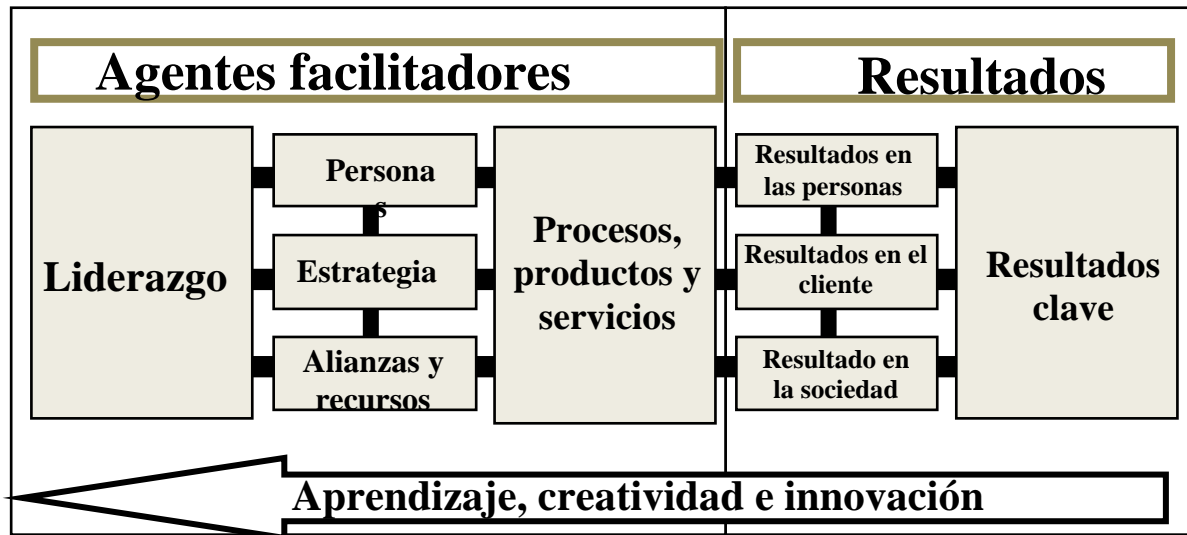 Agentes facilitadores
Resultados
Liderazgo
Persona
s
Estrategia
Alianzas y
recursos
Procesos,
productos y
servicios
Resultados en
las personas
Resultados en el
cliente
Resultado en
la sociedad
Resultados
clave
Aprendizaje, creatividad e innovación